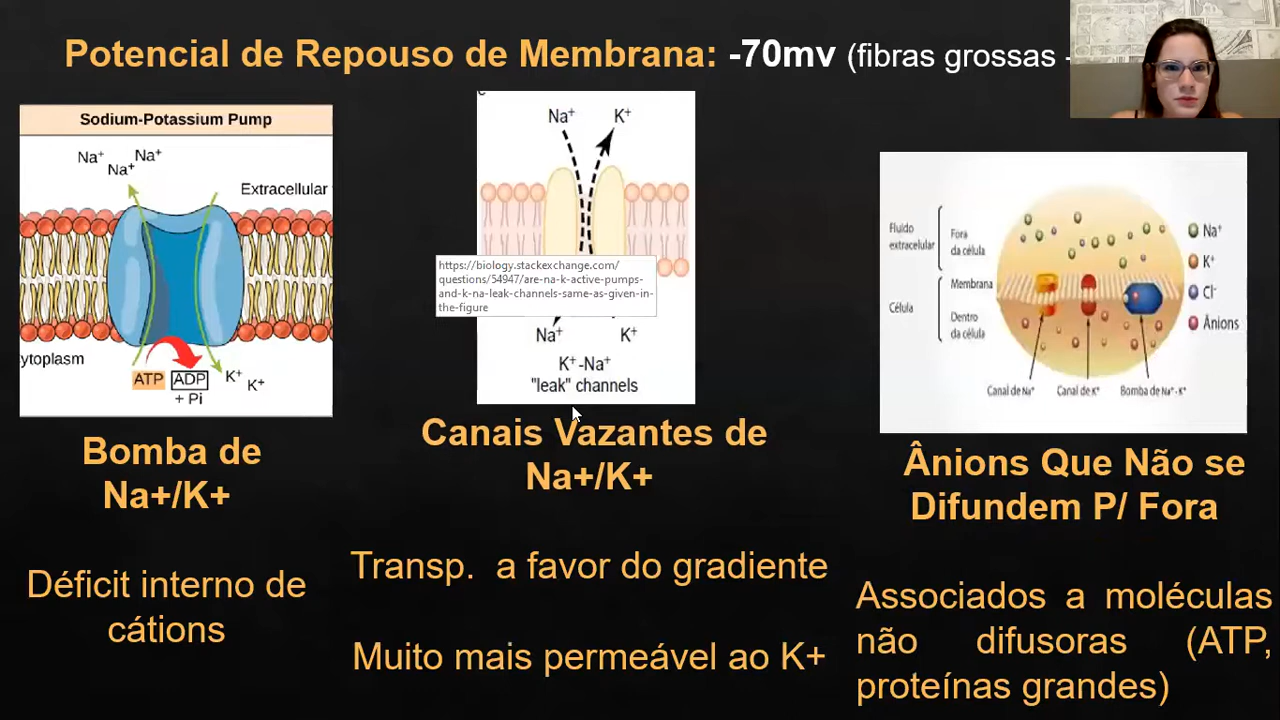 Potencial de Repouso de Membrana: -70mv (fibras grossas -
Sodium-Potassium Pump
Na+
Na+
Na+
Extracellular
ytoplasm
ATP
ADP
+ Pi
K+
K+
Bomba de
Na+/K+
Déficit interno de
cátions
Na+
K+
https://biology.stackexchange.com/
questions/54947/are-na-k-active-pumps-
and-k-na-leak-channels-same-as-given-in-
the-figure
Na+
K+
K+-Na+
"leak" channels
Canais Vazantes de
Na+/K+
Transp. a favor do gradiente
Muito mais permeável ao K+
Fluido
extracelular
Fora
da célula
Membrana
Célula
Dentro
da célula
Canal de Na+
Canal de K+
Bomba de Na+-K+
Na+
K+
Cl-
Ânions
Ânions Que Não se
Difundem P/ Fora
Associados a moléculas
não difusoras (ATP,
proteínas grandes)